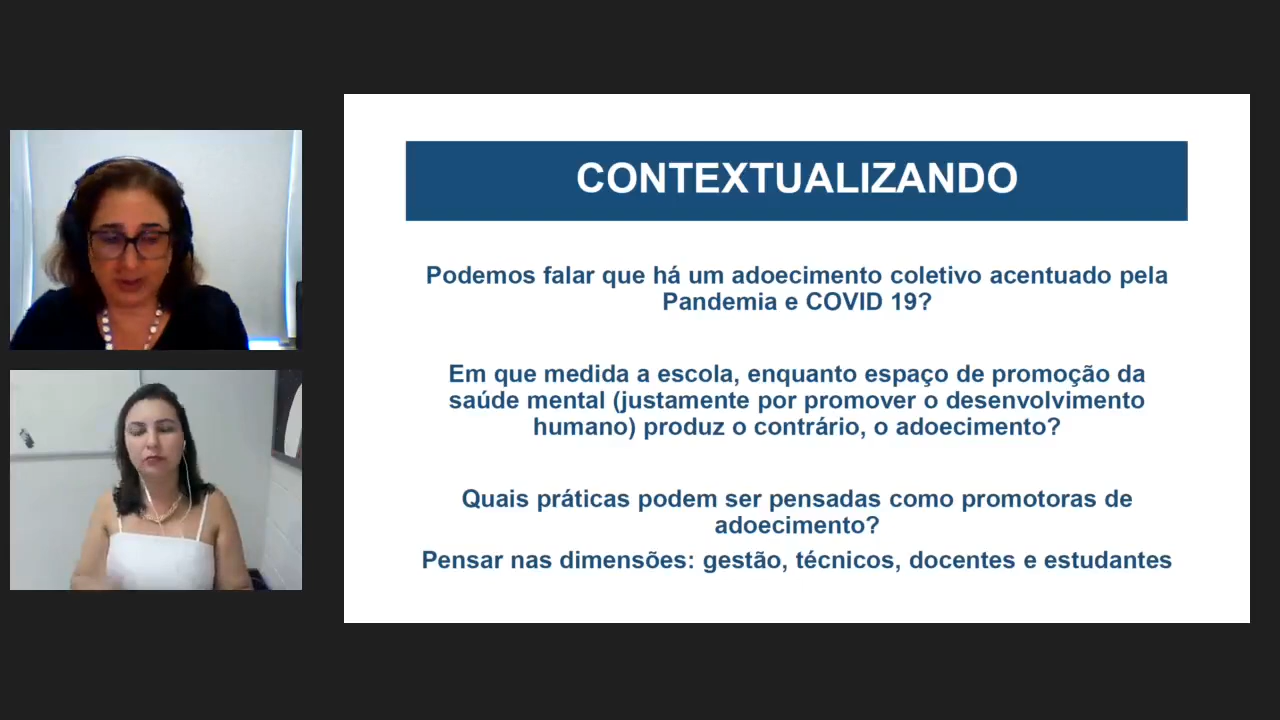 CONTEXTUALIZANDO
Podemos falar que há um adoecimento coletivo acentuado pela
Pandemia e COVID 19?
Em que medida a escola, enquanto espaço de promoção da
saúde mental (justamente por promover o desenvolvimento
humano) produz o contrário, o adoecimento?
Quais práticas podem ser pensadas como promotoras de
adoecimento?
Pensar nas dimensões: gestão, técnicos, docentes e estudantes